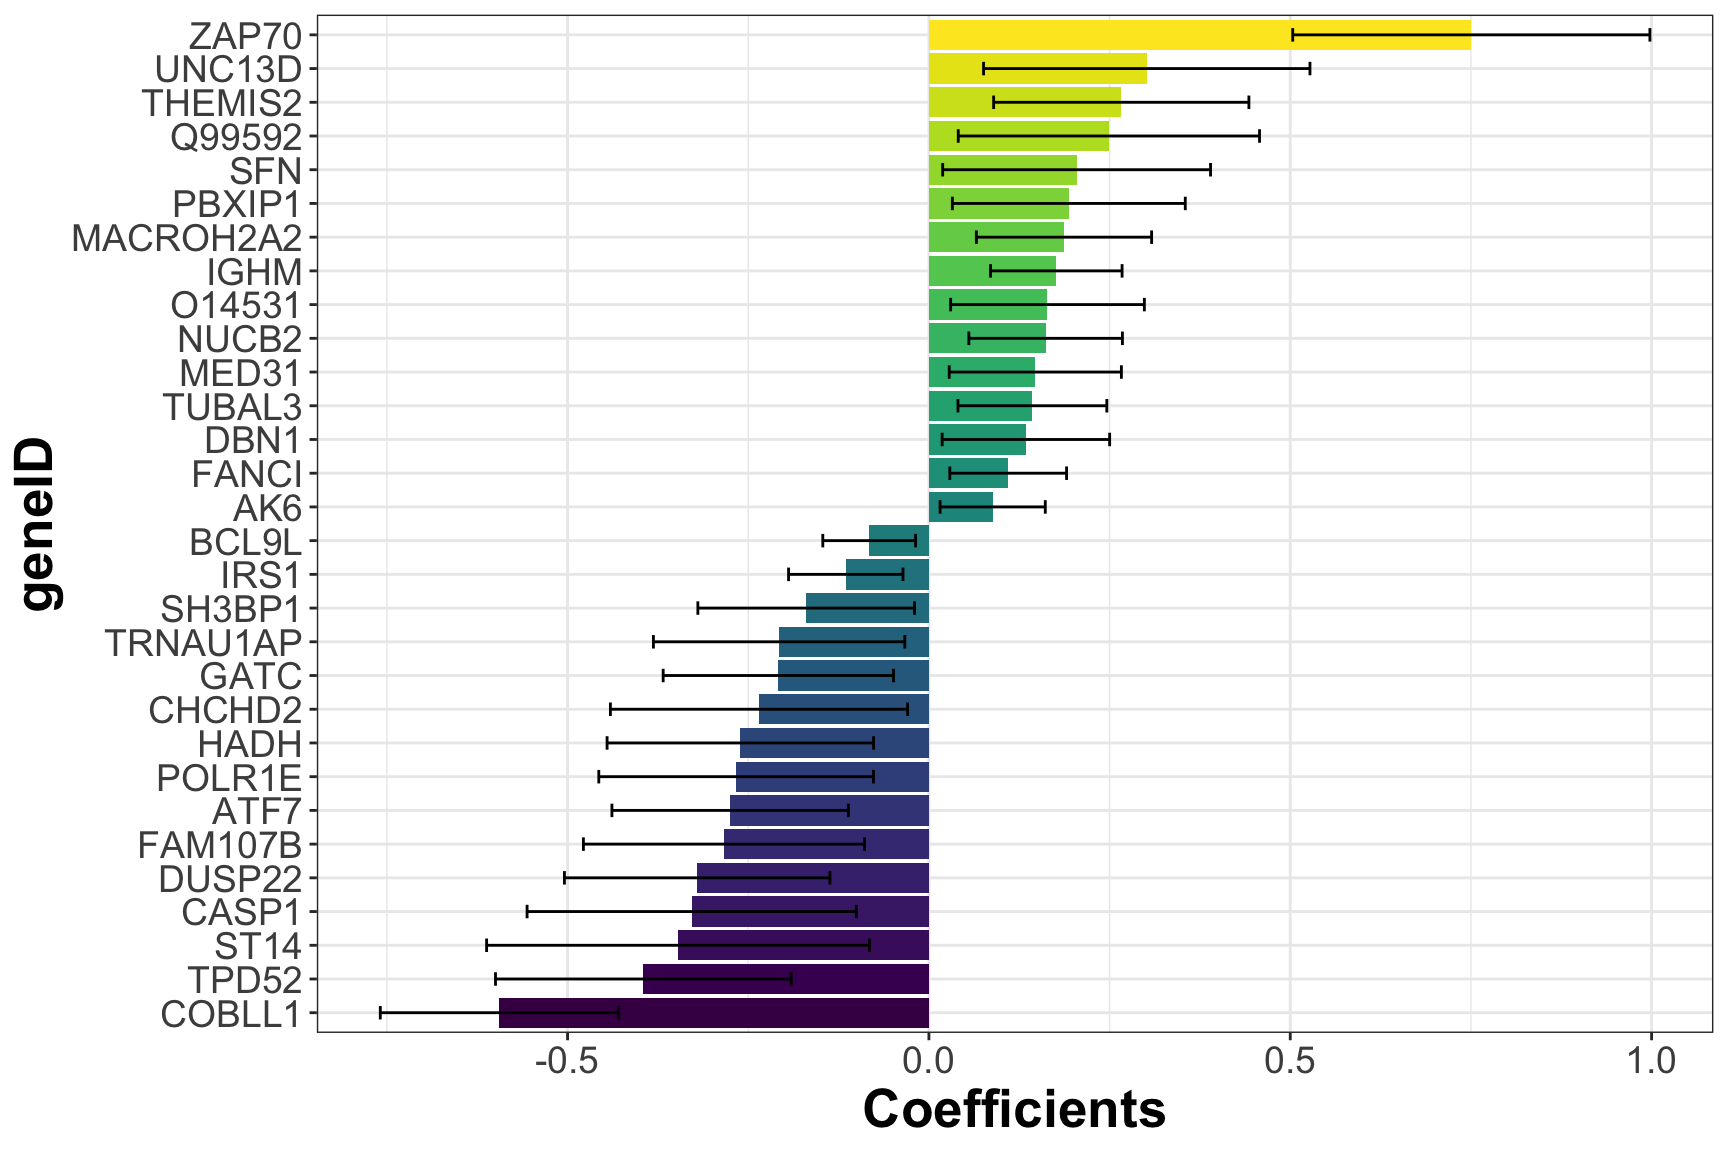 geneID
ZAP70
UNC13D
THEMIS2
Q99592
SFN
PBXIP1
MACROH2A2
IGHM
O14531
NUCB2
MED31
TUBAL3
DBN1
FANCI
AK6
BCL9L
IRS1
SH3BP1
TRNAU1AP
GATC
CHCHD2
HADH
POLR1E
ATF7
FAM107B
DUSP22
CASP1
ST14
TPD52
COBLL1
-0.5 0.0 0.5 1.0
Coefficients